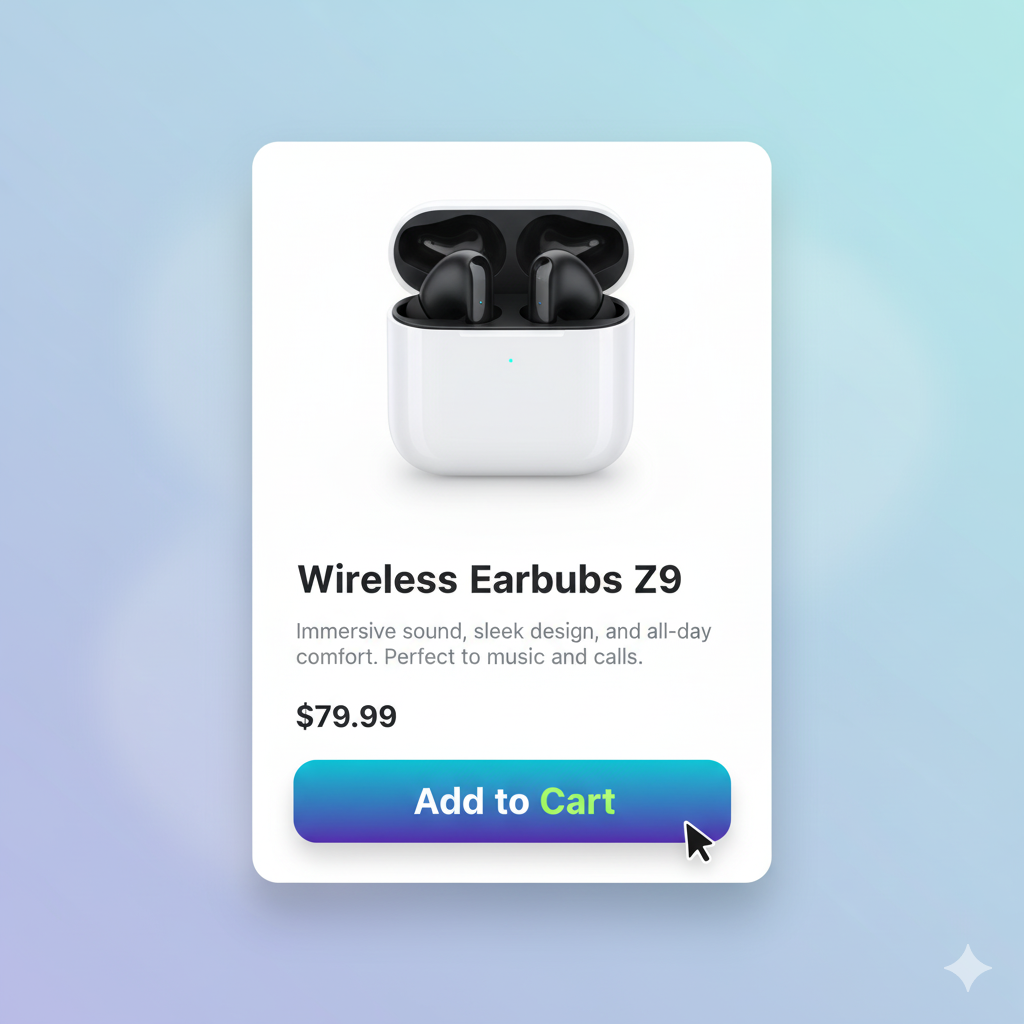 Wireless Earbubs Z9
Immersive sound, sleek design, and all-day
comfort. Perfect to music and calls.
$79.99
Add to Cart